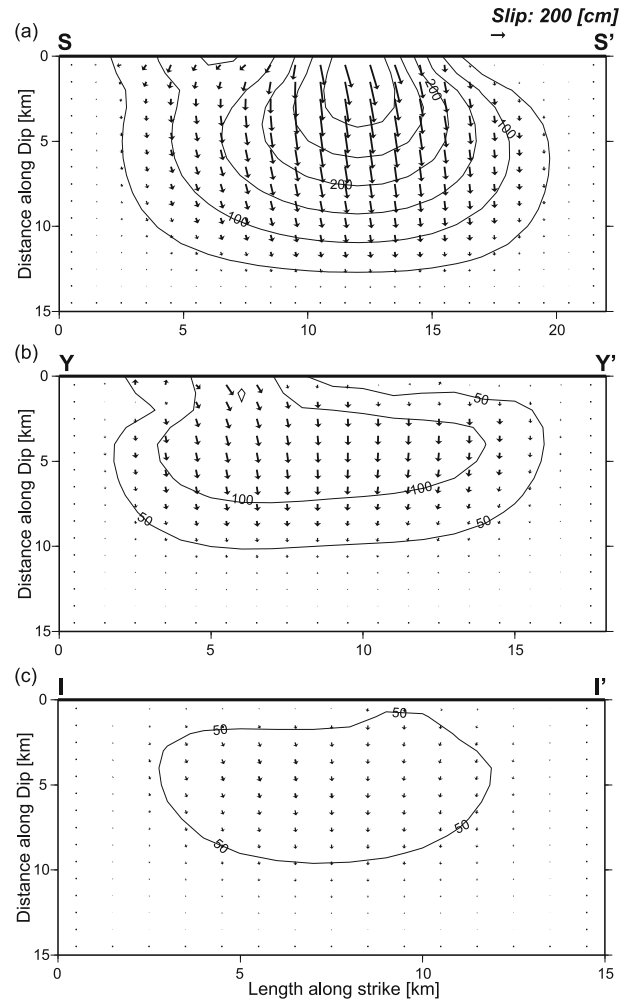 Slip: 200 [cm]
(a)
S S'
0
200
100
5
200
10
100
15
0 5 10 15 20
Distance along Dip [km]
(b)
Y Y'
0
50
5
100 100
50 50
10
15
0 5 10 15
Distance along Dip [km]
(c)
I I'
0
50
50
5
50
50
10
15
0 5 10 15
Distance along Dip [km]
Length along strike [km]